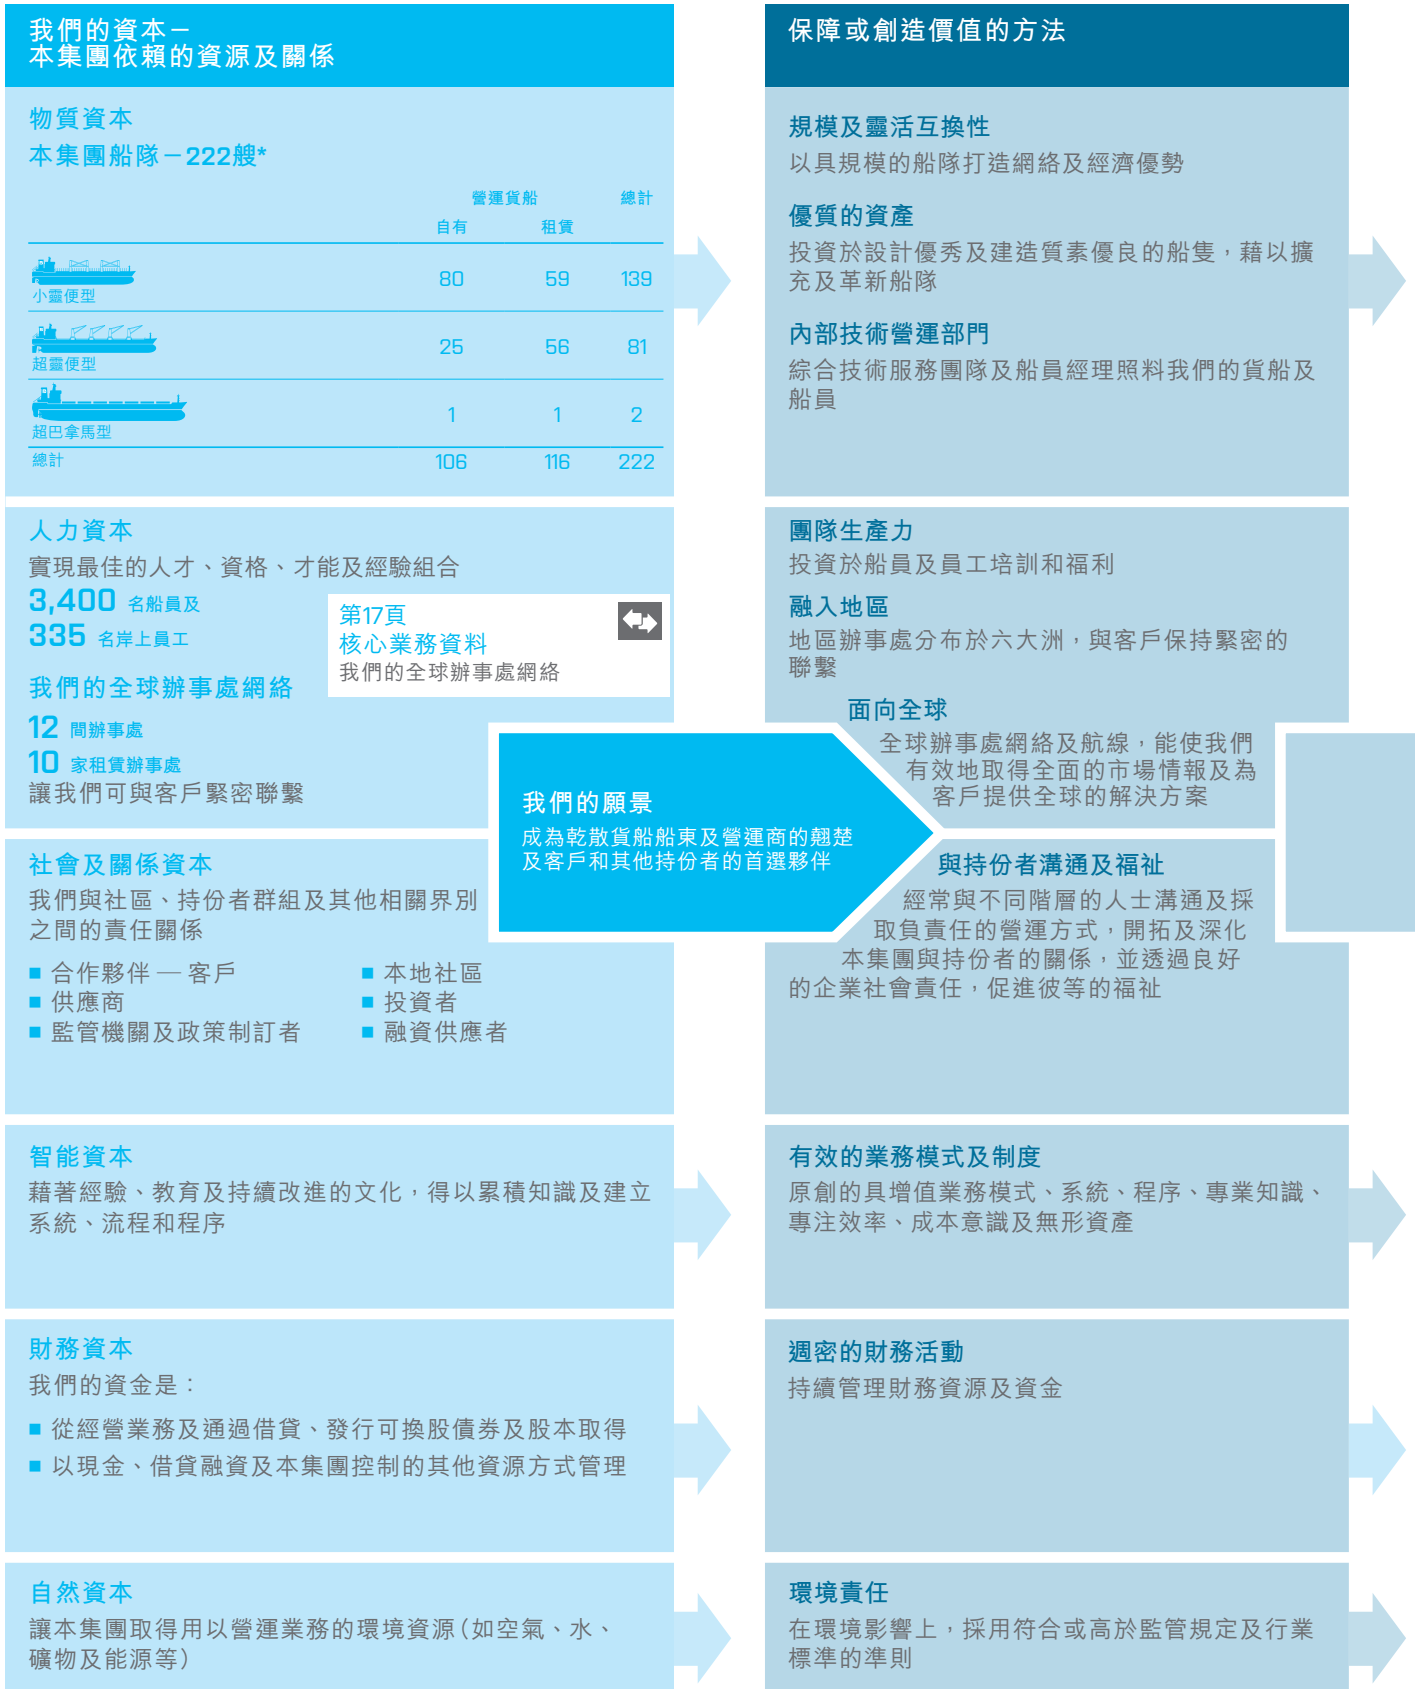 我們的資本－
本集團依賴的資源及關係
物質資本
本集團船隊－222艘*
營運貨船 總計
自有 租賃
小靈便型 80 59 139
超靈便型 25 56 81
超巴拿馬型 1 1 2
總計 106 116 222
人力資本
實現最佳的人才、資格、才能及經驗組合
3,400 名船員及
335 名岸上員工
第17頁
核心業務資料
我們的全球辦事處網絡
我們的全球辦事處網絡
12 間辦事處
10 家租賃辦事處
讓我們可與客戶緊密聯繫
社會及關係資本
我們與社區、持份者群組及其他相關界別
之間的責任關係
■ 合作夥伴 — 客戶
■ 供應商
■ 監管機關及政策制訂者
■ 本地社區
■ 投資者
■ 融資供應者
智能資本
藉著經驗、教育及持續改進的文化，得以累積知識及建立
系統、流程和程序
財務資本
我們的資金是：
■ 從經營業務及通過借貸、發行可換股債券及股本取得
■ 以現金、借貸融資及本集團控制的其他資源方式管理
自然資本
讓本集團取得用以營運業務的環境資源（如空氣、水、
礦物及能源等）
我們的願景
成為乾散貨船船東及營運商的翹楚
及客戶和其他持份者的首選夥伴
保障或創造價值的方法
規模及靈活互換性
以具規模的船隊打造網絡及經濟優勢
優質的資產
投資於設計優秀及建造質素優良的船隻，藉以擴
充及革新船隊
內部技術營運部門
綜合技術服務團隊及船員經理照料我們的貨船及
船員
團隊生產力
投資於船員及員工培訓和福利
融入地區
地區辦事處分布於六大洲，與客戶保持緊密的
聯繫
面向全球
全球辦事處網絡及航線，能使我們
有效地取得全面的市場情報及為
客戶提供全球的解決方案
與持份者溝通及福祉
經常與不同階層的人士溝通及採
取負責任的營運方式，開拓及深化
本集團與持份者的關係，並透過良好
的企業社會責任，促進彼等的福祉
有效的業務模式及制度
原創的具增值業務模式、系統、程序、專業知識、
專注效率、成本意識及無形資產
週密的財務活動
持續管理財務資源及資金
環境責任
在環境影響上，採用符合或高於監管規定及行業
標準的準則